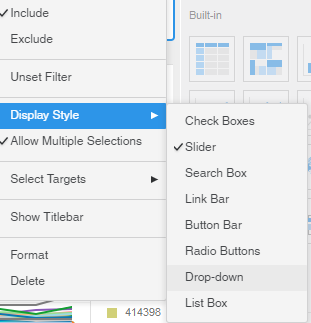 Include
Exclude
Unset Filter
Display Style
Allow Multiple Selections
Select Targets
Show Titlebar
Format
Delete
Built-in
Check Boxes
Slider
Search Box
Link Bar
Button Bar
Radio Buttons
Drop-down
List Box
414398